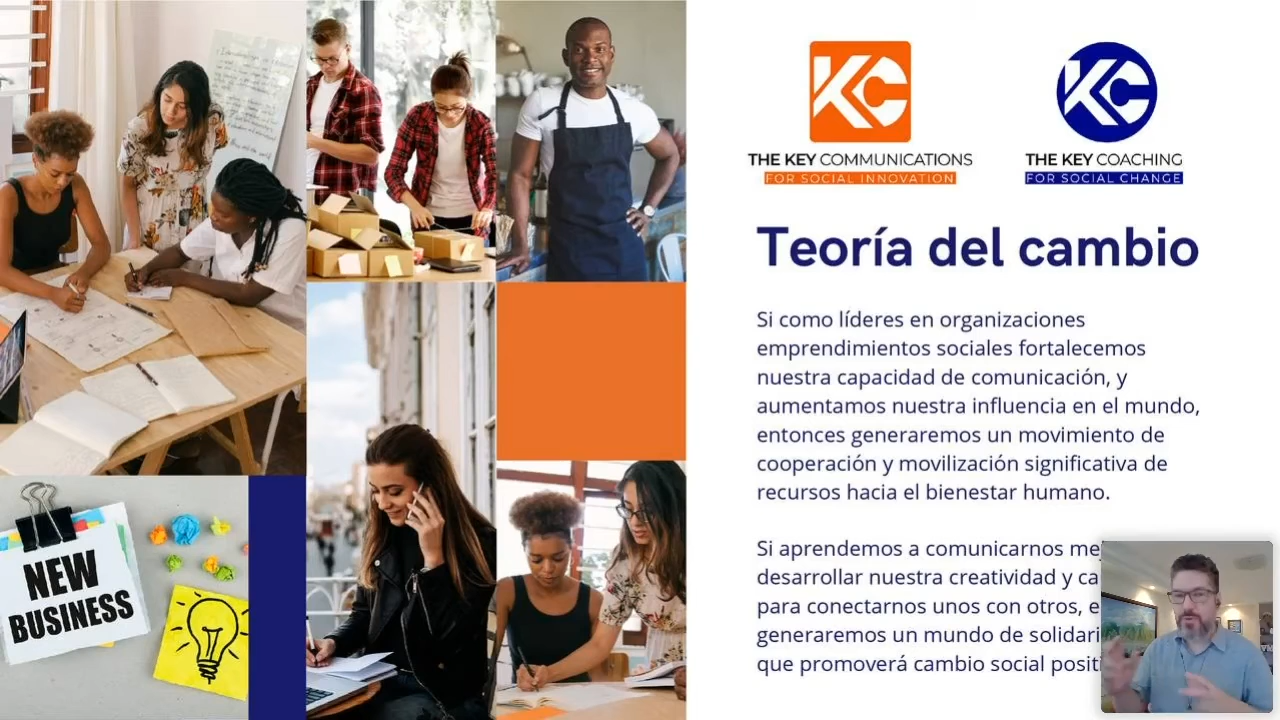 KC
THE KEY COMMUNICATIONS
FOR SOCIAL INNOVATION
KC
THE KEY COACHING
FOR SOCIAL CHANGE
Teoría del cambio
Si como líderes en organizaciones
emprendimientos sociales fortalecemos
nuestra capacidad de comunicación, y
aumentamos nuestra influencia en el mundo,
entonces generaremos un movimiento de
cooperación y movilización significativa de
recursos hacia el bienestar humano.
Si aprendemos a comunicarnos
desarrollar nuestra creatividad y
para conectarnos unos con otros,
generaremos un mundo de
que promoverá cambio social
NEW
BUSINESS